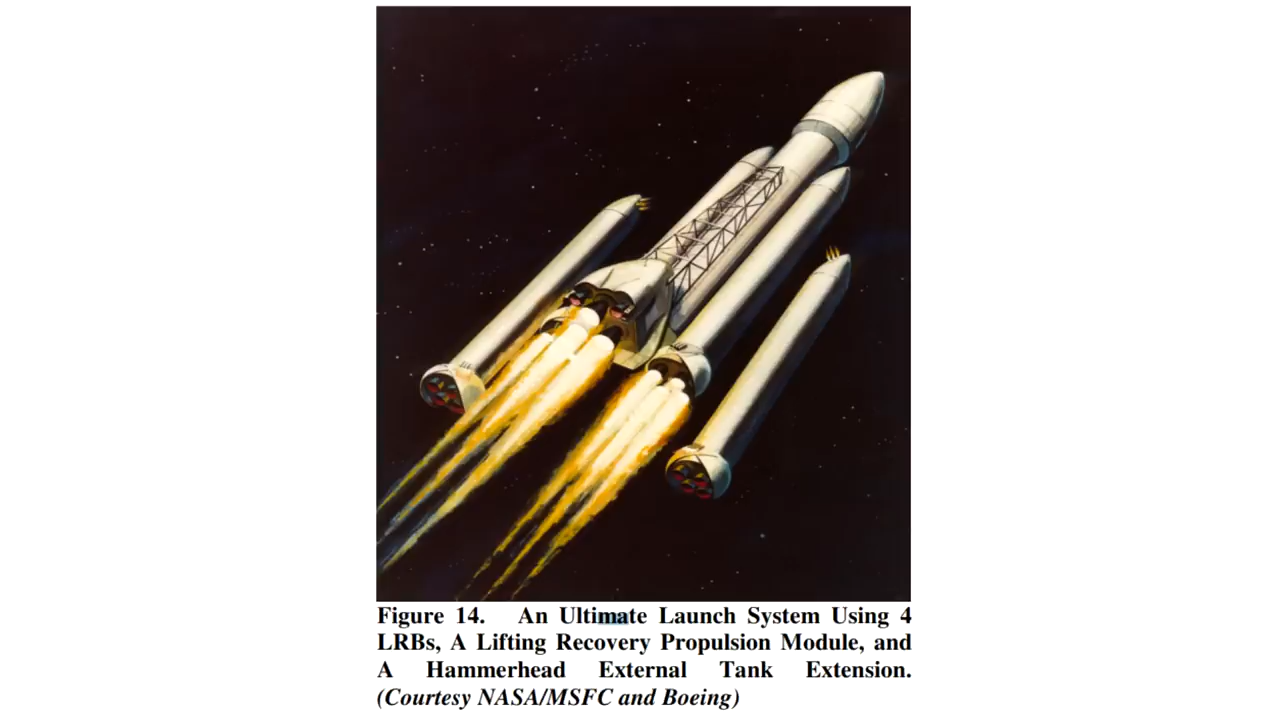 Figure 14. An Ultimate Launch System Using 4
LRBs, A Lifting Recovery Propulsion Module, and
A Hammerhead External Tank Extension.
(Courtesy NASA/MSFC and Boeing)